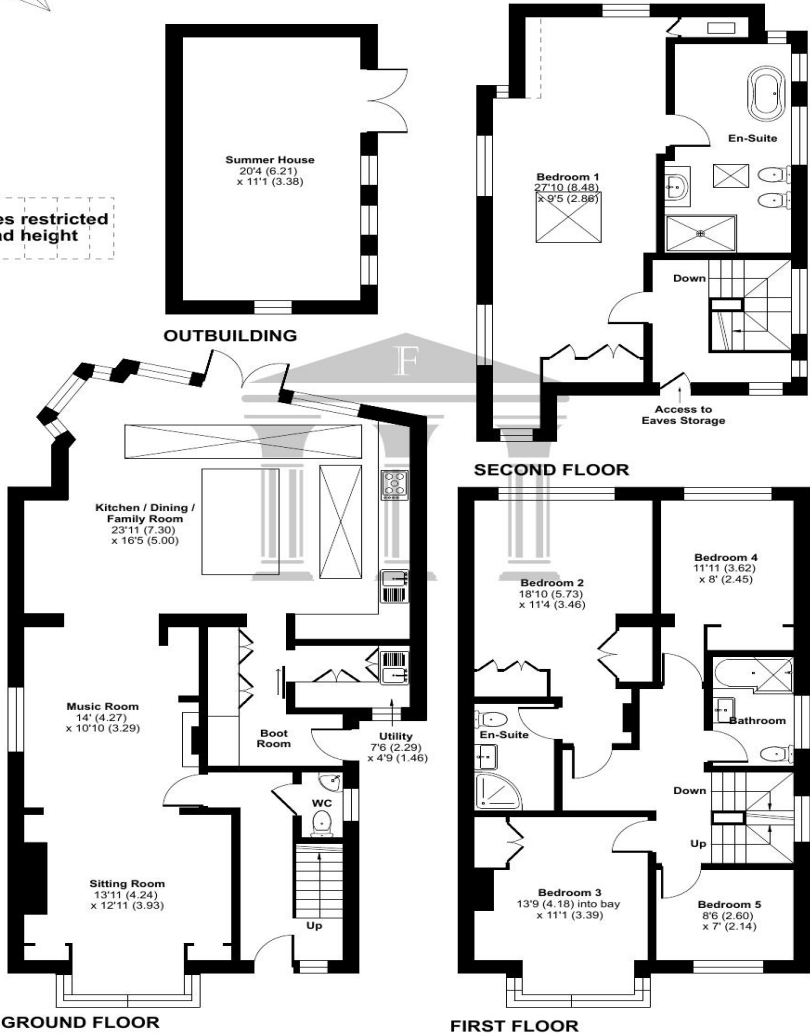 Summer House
20'4 (6.21)
x 11'1 (3.38)
OUTBUILDING
restricted
height
Bedroom 1
27'10 (8.48)
x 9'5 (2.86)
En-Suite
Down
Access to
Eaves Storage
SECOND FLOOR
F
Kitchen / Dining /
Family Room
23'11 (7.30)
x 16'5 (5.00)
Music Room
14' (4.27)
x 10'10 (3.29)
Boot
Room
Utility
7'6 (2.29)
x 4'9 (1.46)
WC
Sitting Room
13'11 (4.24)
x 12'11 (3.93)
Up
GROUND FLOOR
Bedroom 2
18'10 (5.73)
x 11'4 (3.46)
Bedroom 4
11'11 (3.62)
x 8' (2.45)
En-Suite
Bathroom
Down
Up
Bedroom 3
13'9 (4.18) into bay
x 11'1 (3.39)
Bedroom 5
8'6 (2.60)
x 7' (2.14)
FIRST FLOOR